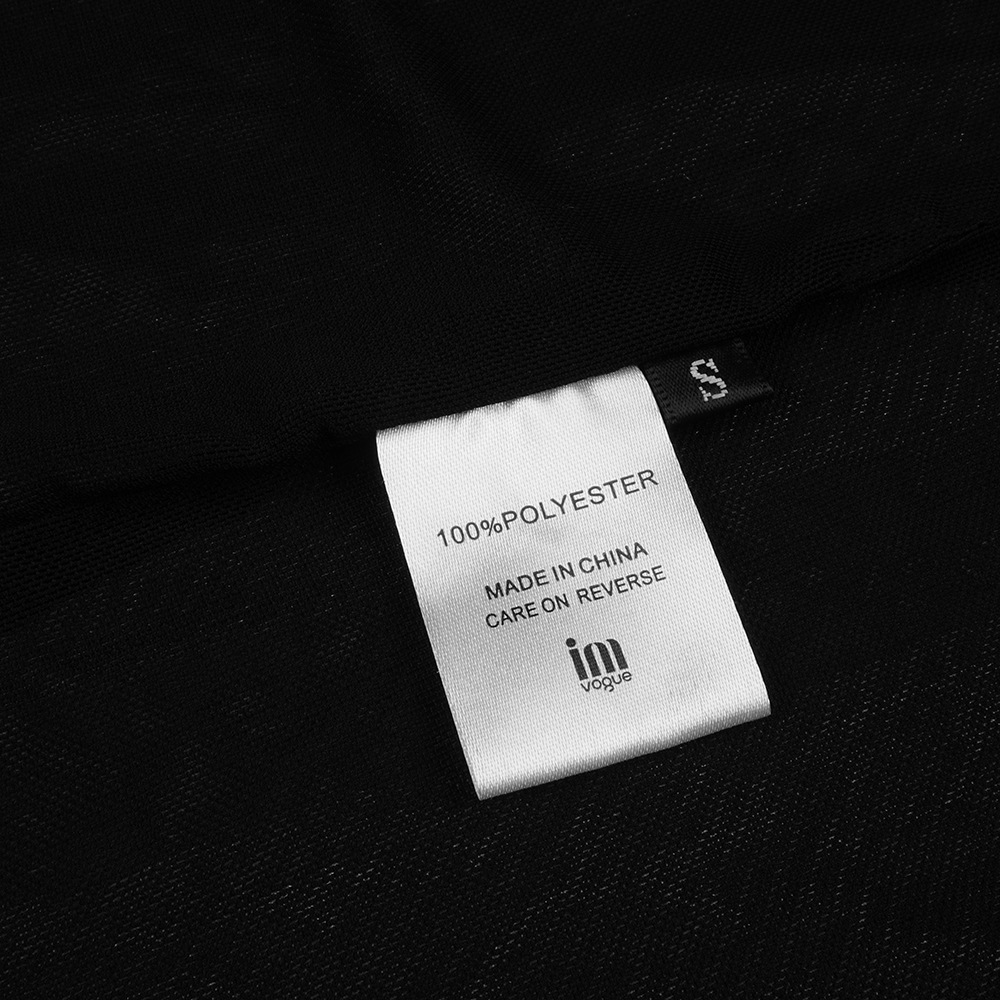 S
100%POLYESTER
MADE IN CHINA
CARE ON REVERSE
im
vogue